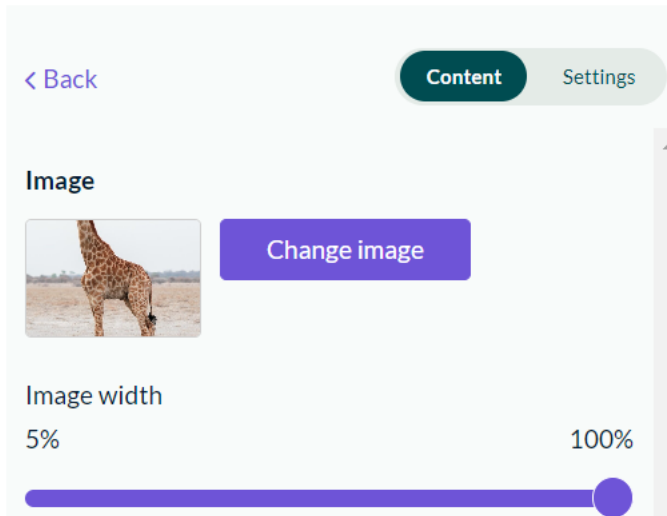 Back
Content
Settings
Image
Change image
Image width
5%
100%